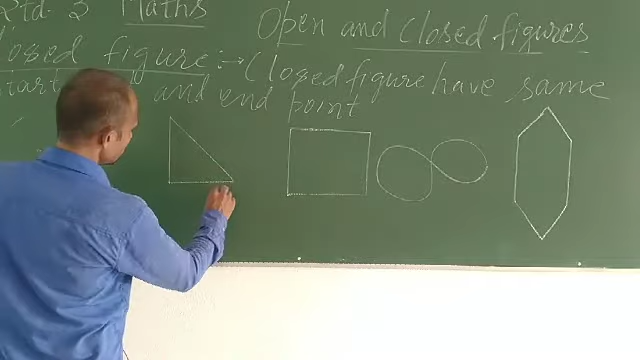 Std. 3 Maths
Open and closed figures
closed figure:→ Closed figure have same
start and end point